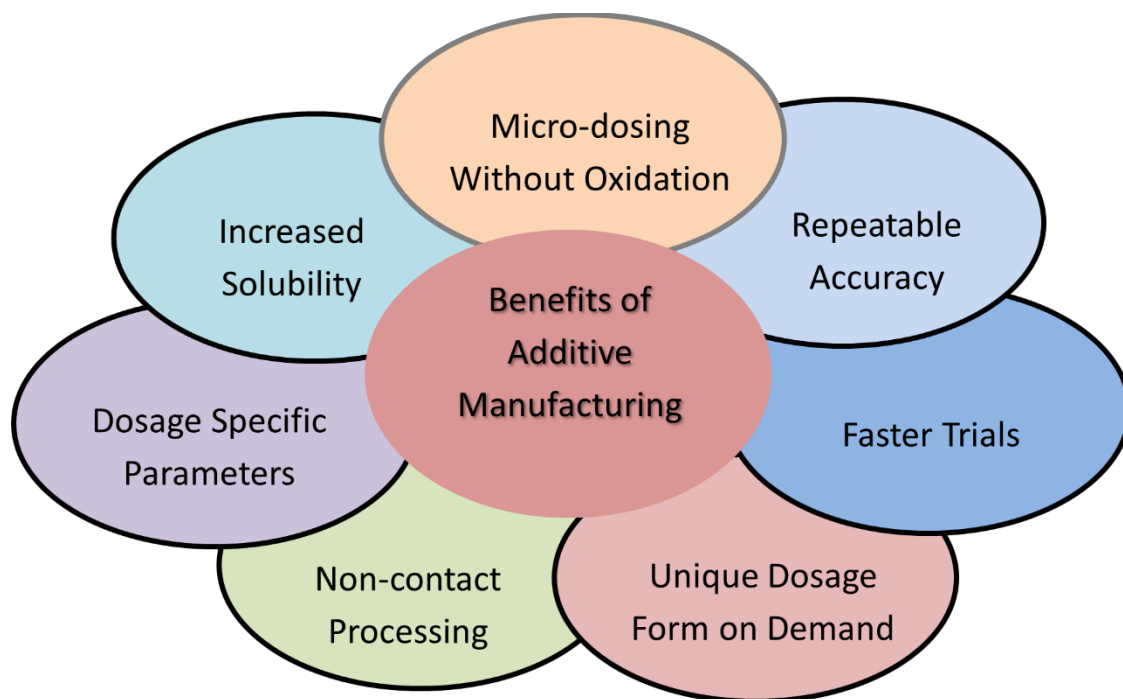 Micro-dosing
Without Oxidation
Increased
Solubility
Repeatable
Accuracy
Benefits of
Additive
Manufacturing
Dosage Specific
Parameters
Faster Trials
Non-contact
Processing
Unique Dosage
Form on Demand